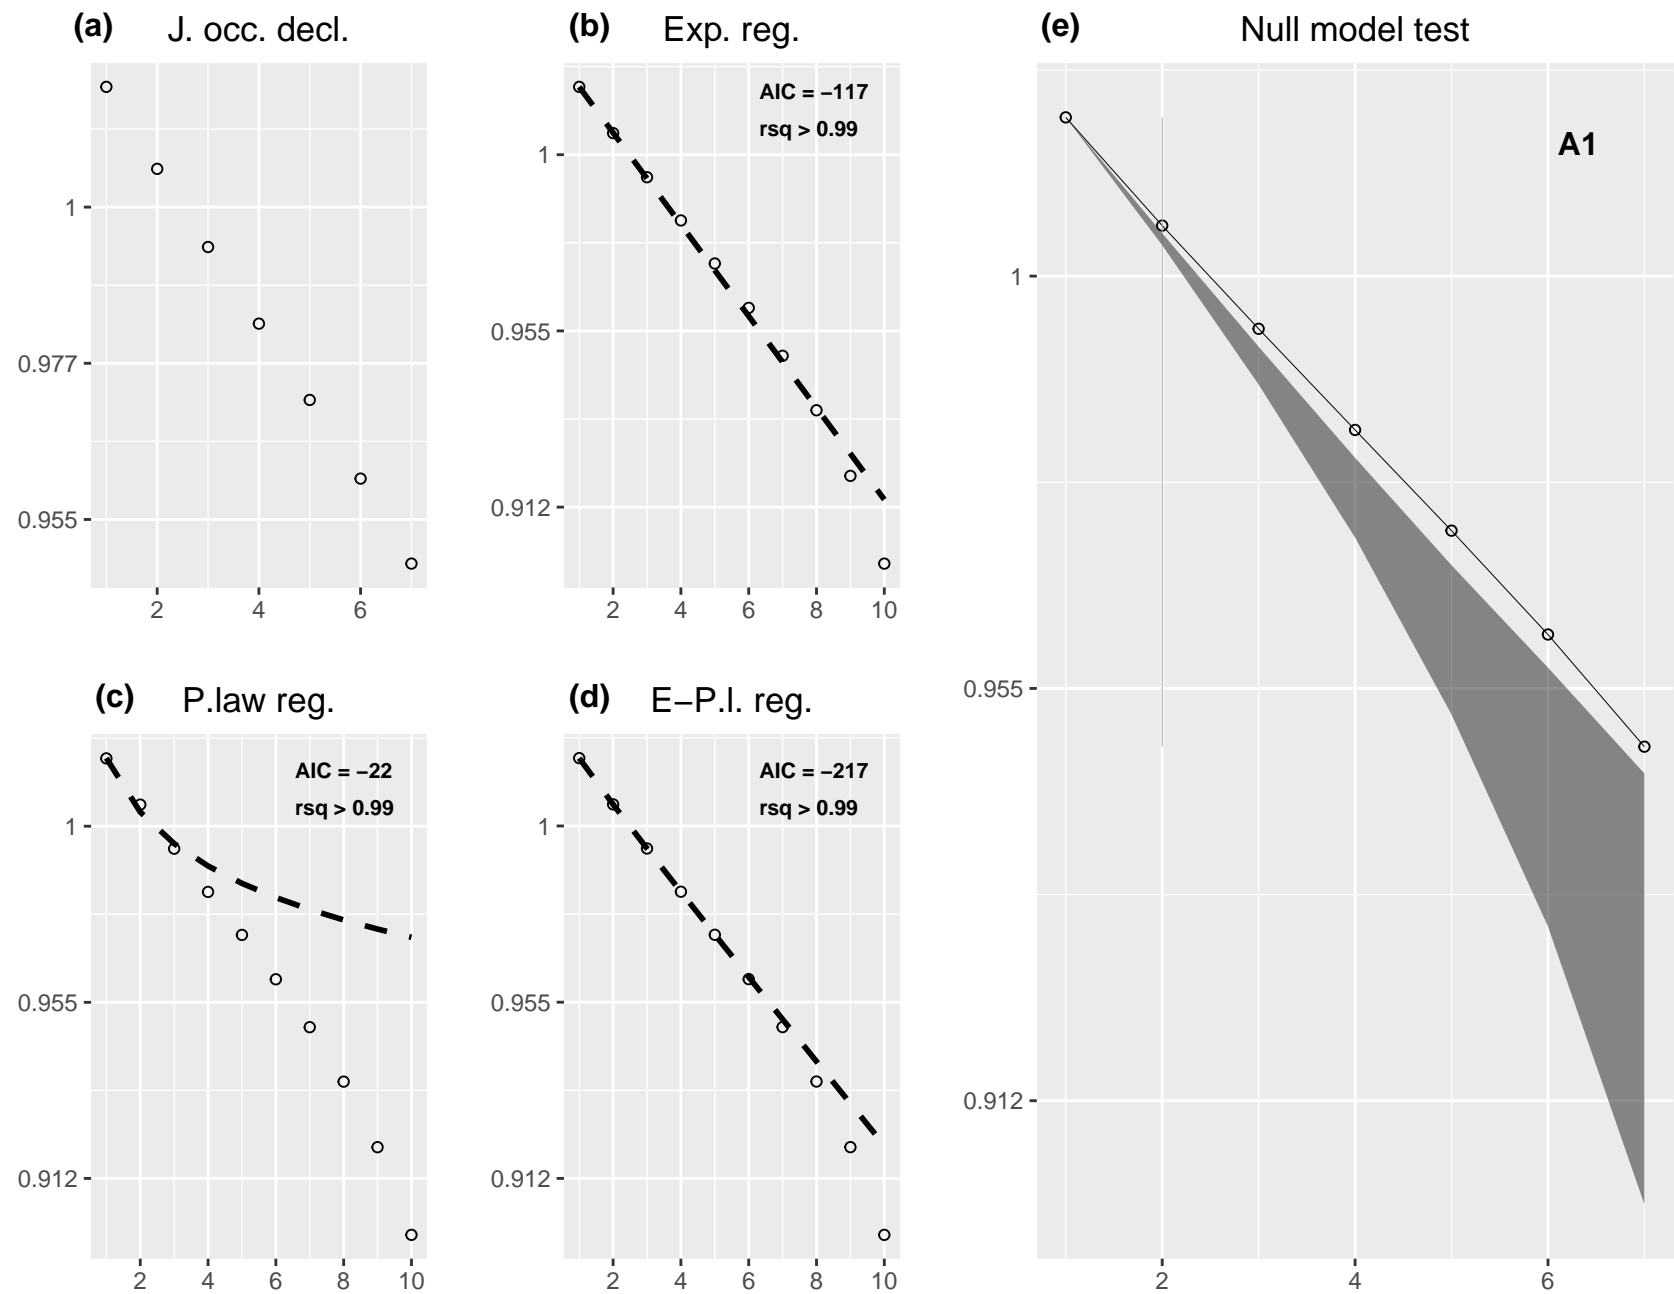 (a) J. occ. decl.
1
0.977
0.955
2 4 6
(b) Exp. reg.
AIC = −117
rsq > 0.99
1
0.955
0.912
2 4 6 8 10
(c) P.law reg.
AIC = −22
rsq > 0.99
1
0.955
0.912
2 4 6 8 10
(d) E−P.l. reg.
AIC = −217
rsq > 0.99
1
0.955
0.912
2 4 6 8 10
(e) Null model test
A1
1
0.955
0.912
2 4 6